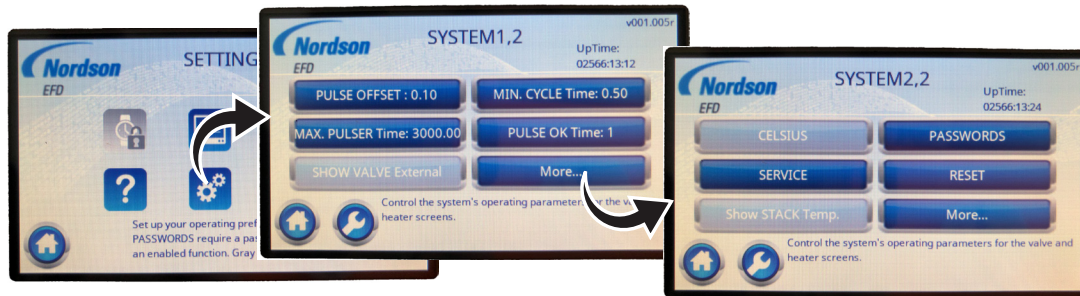 Nordson
EFD
SETTING
?
Set up your operating pref
PASSWORDS require a pas
an enabled function. Gray
v001.005r
Nordson
EFD
SYSTEM1,2
UpTime:
02566:13:12
PULSE OFFSET : 0.10
MIN. CYCLE Time: 0.50
MAX. PULSER Time: 3000.00
PULSE OK Time: 1
SHOW VALVE External
More...
Control the system's operating parameters for the
heater screens.
v001.005r
Nordson
EFD
SYSTEM2,2
UpTime:
02566:13:24
CELSIUS
PASSWORDS
SERVICE
RESET
Show STACK Temp.
More...
Control the system's operating parameters for the valve and
heater screens.